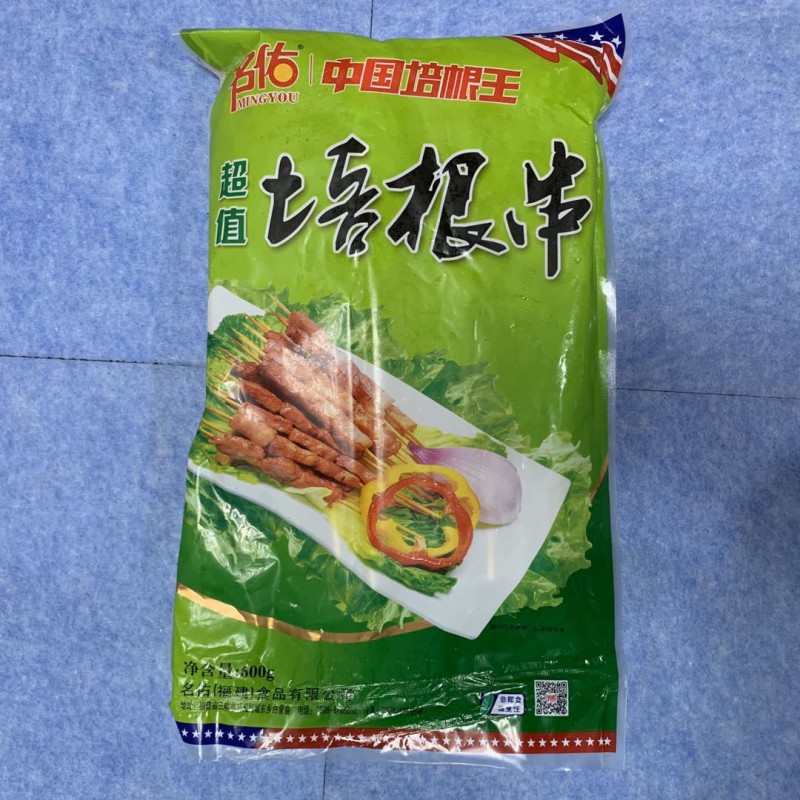 名佑®
MINGYOU
中国培根王
超值
培根串
净含量:500g
名佑(福建)食品有限公司